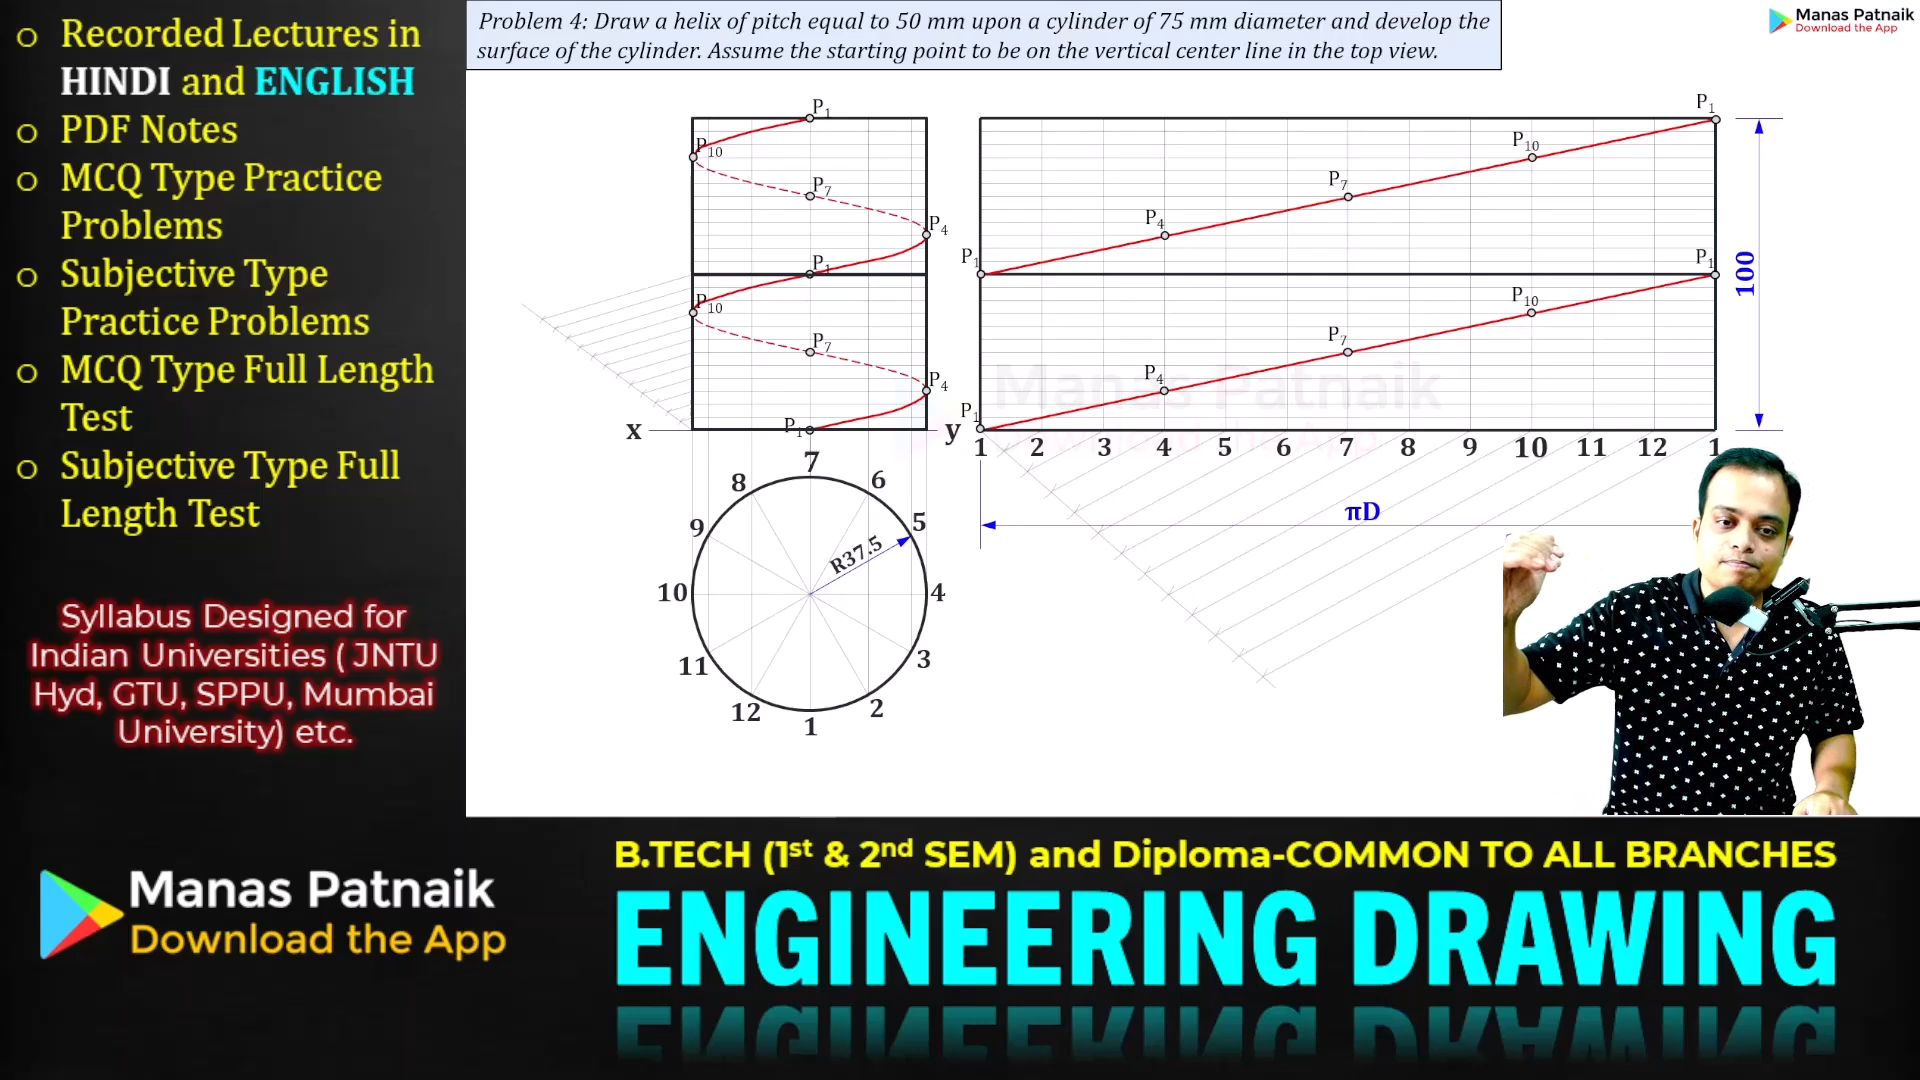 o Recorded Lectures in
HINDI and ENGLISH
o PDF Notes
o MCQ Type Practice
Problems
o Subjective Type
Practice Problems
o MCQ Type Full Length
Test
o Subjective Type Full
Length Test
Syllabus Designed for
Indian Universities ( JNTU
Hyd, GTU, SPPU, Mumbai
University) etc.
Problem 4: Draw a helix of pitch equal to 50 mm upon a cylinder of 75 mm diameter and develop the
surface of the cylinder. Assume the starting point to be on the vertical center line in the top view.
Manas Patnaik
Download the App
P1
P10
P7
P4
P1
P10
P7
P4
P1
x
y
P1
P10
P7
P4
P1
P1
P10
P7
P4
P1
100
Manas Patnaik
Download the App
1 2 3 4 5 6 7 8 9 10 11 12 1
πD
7
8
6
9
5
R37.5
10
4
11
3
12
2
1
Manas Patnaik
Download the App
B.TECH (1st & 2nd SEM) and Diploma-COMMON TO ALL BRANCHES
ENGINEERING DRAWING